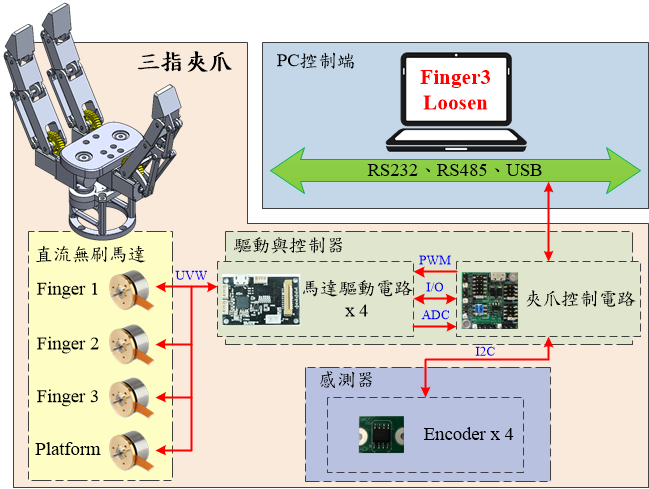 三指夾爪
PC控制端
Finger3
Loosen
RS232、RS485、USB
直流無刷馬達
Finger 1
Finger 2
Finger 3
Platform
UVW
驅動與控制器
馬達驅動電路
x 4
PWM
I/O
ADC
夾爪控制電路
I2C
感測器
Encoder x 4